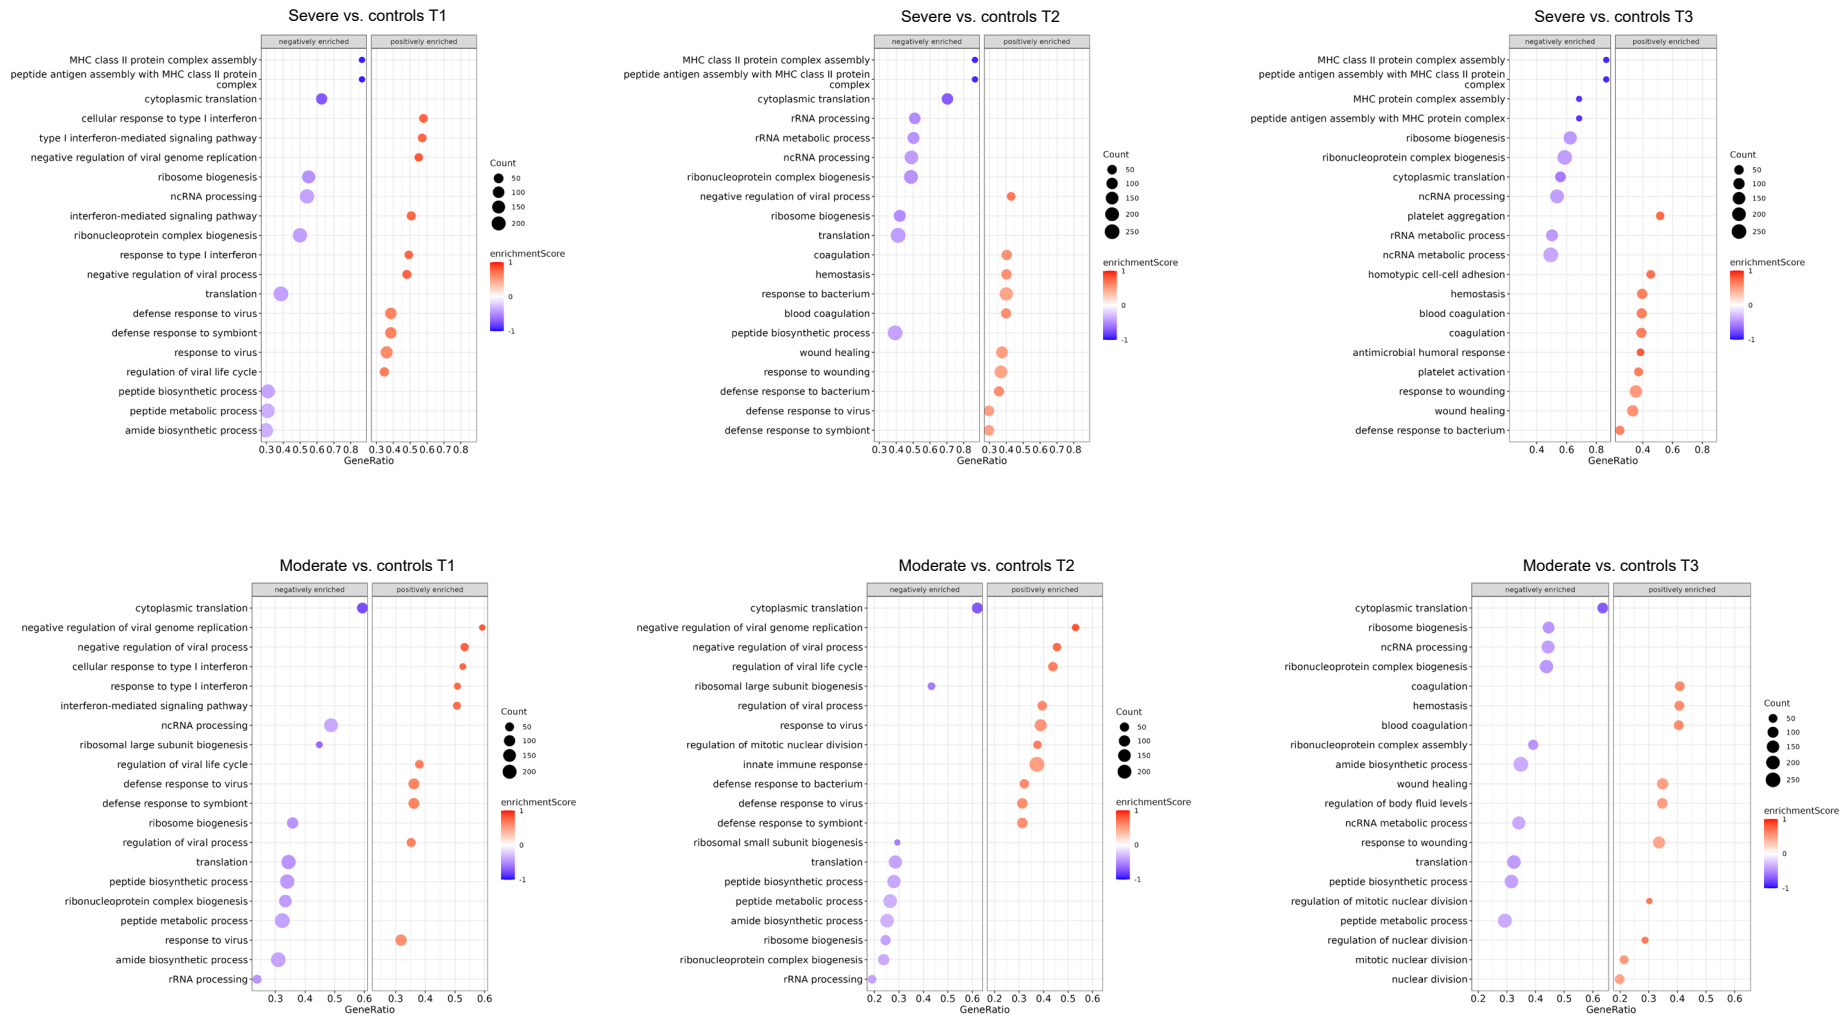 Severe vs. controls T1
negatively enriched
positively enriched
MHC class II protein complex assembly
peptide antigen assembly with MHC class II protein
complex
cytoplasmic translation
cellular response to type I interferon
type I interferon-mediated signaling pathway
negative regulation of viral genome replication
ribosome biogenesis
ncRNA processing
interferon-mediated signaling pathway
ribonucleoprotein complex biogenesis
response to type I interferon
negative regulation of viral process
translation
defense response to virus
defense response to symbiont
response to virus
regulation of viral life cycle
peptide biosynthetic process
peptide metabolic process
amide biosynthetic process
0.3 0.4 0.5 0.6 0.7 0.8
0.3 0.4 0.5 0.6 0.7 0.8
GeneRatio
Count
50
100
150
200
enrichmentScore
1
0
-1
Severe vs. controls T2
negatively enriched
positively enriched
MHC class II protein complex assembly
peptide antigen assembly with MHC class II protein
complex
cytoplasmic translation
rRNA processing
rRNA metabolic process
ncRNA processing
ribonucleoprotein complex biogenesis
negative regulation of viral process
ribosome biogenesis
translation
coagulation
hemostasis
response to bacterium
blood coagulation
peptide biosynthetic process
wound healing
response to wounding
defense response to bacterium
defense response to virus
defense response to symbiont
0.3 0.4 0.5 0.6 0.7 0.8
0.3 0.4 0.5 0.6 0.7 0.8
GeneRatio
Count
50
100
150
200
250
enrichmentScore
1
0
-1
Severe vs. controls T3
negatively enriched
positively enriched
MHC class II protein complex assembly
peptide antigen assembly with MHC class II protein
complex
MHC protein complex assembly
peptide antigen assembly with MHC protein complex
ribosome biogenesis
ribonucleoprotein complex biogenesis
cytoplasmic translation
ncRNA processing
platelet aggregation
rRNA metabolic process
ncRNA metabolic process
homotypic cell-cell adhesion
hemostasis
blood coagulation
coagulation
antimicrobial humoral response
platelet activation
response to wounding
wound healing
defense response to bacterium
0.4 0.6 0.8
0.4 0.6 0.8
GeneRatio
Count
50
100
150
200
250
enrichmentScore
1
0
-1
Moderate vs. controls T1
negatively enriched
positively enriched
cytoplasmic translation
negative regulation of viral genome replication
negative regulation of viral process
cellular response to type I interferon
response to type I interferon
interferon-mediated signaling pathway
ncRNA processing
ribosomal large subunit biogenesis
regulation of viral life cycle
defense response to virus
defense response to symbiont
ribosome biogenesis
regulation of viral process
translation
peptide biosynthetic process
ribonucleoprotein complex biogenesis
peptide metabolic process
response to virus
amide biosynthetic process
rRNA processing
0.3 0.4 0.5 0.6
0.3 0.4 0.5 0.6
GeneRatio
Count
50
100
150
200
enrichmentScore
1
0
-1
Moderate vs. controls T2
negatively enriched
positively enriched
cytoplasmic translation
negative regulation of viral genome replication
negative regulation of viral process
regulation of viral life cycle
ribosomal large subunit biogenesis
regulation of viral process
response to virus
regulation of mitotic nuclear division
innate immune response
defense response to bacterium
defense response to virus
defense response to symbiont
ribosomal small subunit biogenesis
translation
peptide biosynthetic process
peptide metabolic process
amide biosynthetic process
ribosome biogenesis
ribonucleoprotein complex biogenesis
rRNA processing
0.2 0.3 0.4 0.5 0.6
0.2 0.3 0.4 0.5 0.6
GeneRatio
Count
50
100
150
200
enrichmentScore
1
0
-1
Moderate vs. controls T3
negatively enriched
positively enriched
cytoplasmic translation
ribosome biogenesis
ncRNA processing
ribonucleoprotein complex biogenesis
coagulation
hemostasis
blood coagulation
ribonucleoprotein complex assembly
amide biosynthetic process
wound healing
regulation of body fluid levels
ncRNA metabolic process
response to wounding
translation
peptide biosynthetic process
regulation of mitotic nuclear division
peptide metabolic process
regulation of nuclear division
mitotic nuclear division
nuclear division
0.2 0.3 0.4 0.5 0.6
0.2 0.3 0.4 0.5 0.6
GeneRatio
Count
50
100
150
200
250
enrichmentScore
1
0
-1